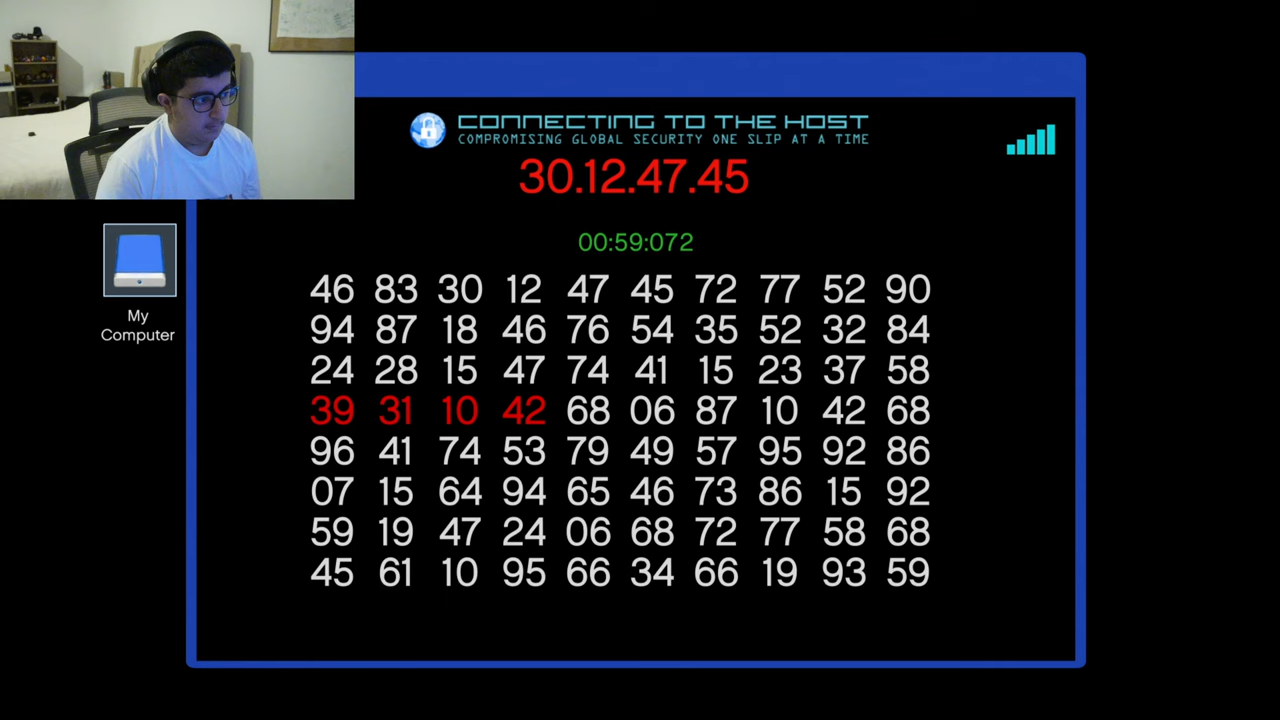 CONNECTING TO THE HOST
COMPROMISING GLOBAL SECURITY ONE SLIP AT A TIME
30.12.47.45
00:59:072
46 83 30 12 47 45 72 77 52 90
94 87 18 46 76 54 35 52 32 84
24 28 15 47 74 41 15 23 37 58
39 31 10 42 68 06 87 10 42 68
96 41 74 53 79 49 57 95 92 86
07 15 64 94 65 46 73 86 15 92
59 19 47 24 06 68 72 77 58 68
45 61 10 95 66 34 66 19 93 59
My
Computer